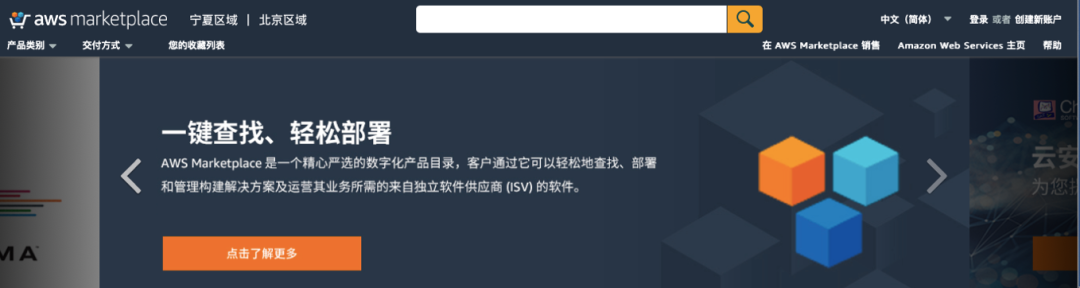 aws marketplace 宁夏区域 | 北京区域 中文（简体） 登录 或者 创建新账户
产品类别 交付方式 您的收藏列表 在 AWS Marketplace 销售 Amazon Web Services 主页 帮助
一键查找、轻松部署
AWS Marketplace 是一个精心严选的数字化产品目录，客户通过它可以轻松地查找、部署
和管理构建解决方案及运营其业务所需的来自独立软件供应商 (ISV) 的软件。
点击了解更多
MA
Ch
云安
为您